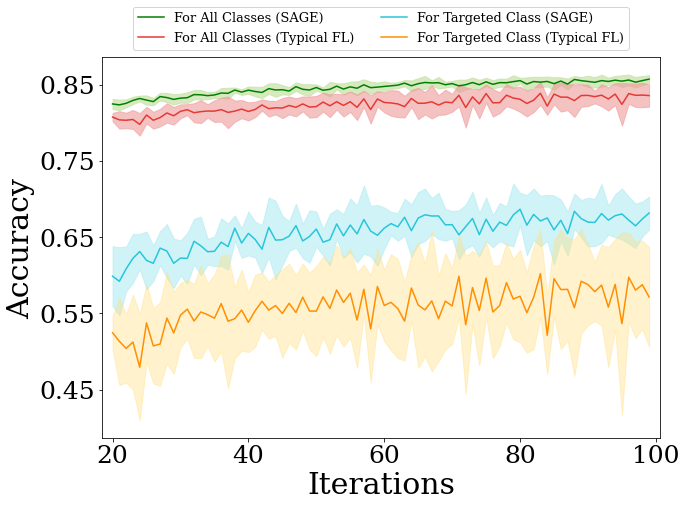 For All Classes (SAGE)
For All Classes (Typical FL)
For Targeted Class (SAGE)
For Targeted Class (Typical FL)
Accuracy
0.85
0.75
0.65
0.55
0.45
20 40 60 80 100
Iterations